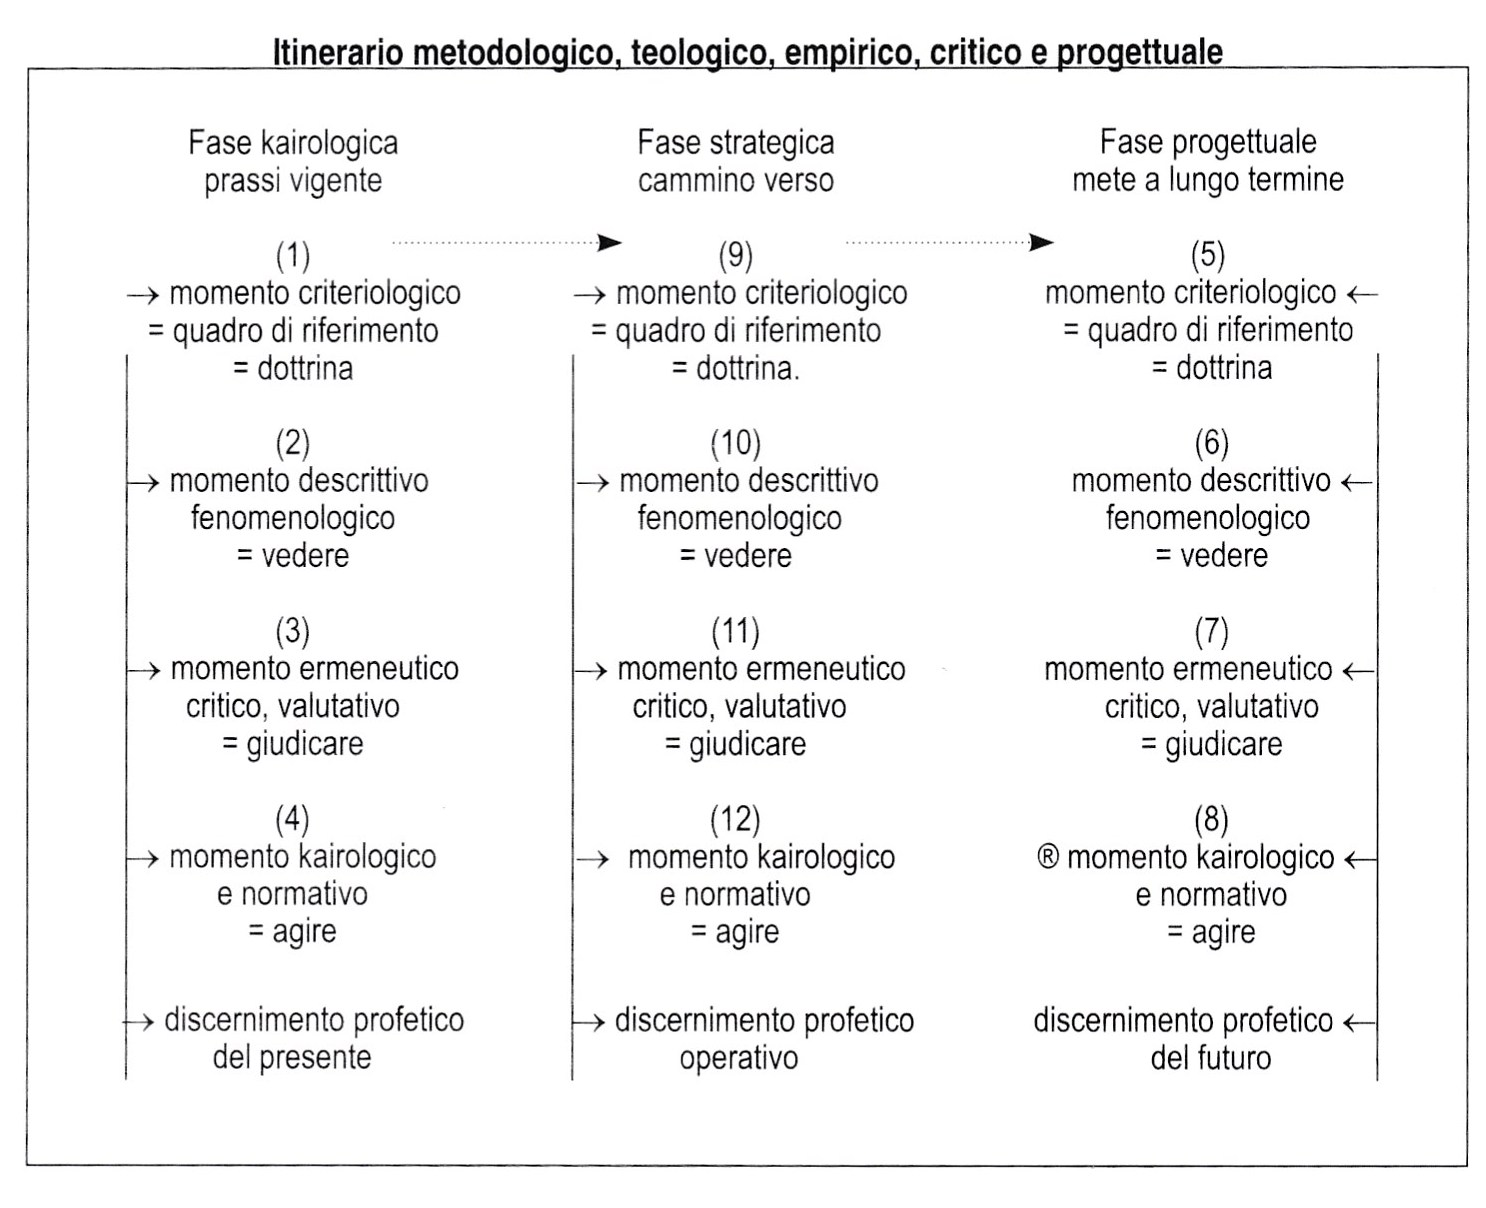 Itinerario metodologico, teologico, empirico, critico e progettuale
Fase kairologica
prassi vigente
(1)
→ momento criteriologico
= quadro di riferimento
= dottrina
(2)
→ momento descrittivo
fenomenologico
= vedere
(3)
→ momento ermeneutico
critico, valutativo
= giudicare
(4)
→ momento kairologico
e normativo
= agire
→ discernimento profetico
del presente
Fase strategica
cammino verso
(9)
→ momento criteriologico
= quadro di riferimento
= dottrina.
(10)
→ momento descrittivo
fenomenologico
= vedere
(11)
→ momento ermeneutico
critico, valutativo
= giudicare
(12)
→ momento kairologico
e normativo
= agire
→ discernimento profetico
operativo
Fase progettuale
mete a lungo termine
(5)
momento criteriologico ←
= quadro di riferimento
= dottrina
(6)
momento descrittivo ←
fenomenologico
= vedere
(7)
momento ermeneutico ←
critico, valutativo
= giudicare
(8)
® momento kairologico ←
e normativo
= agire
discernimento profetico ←
del futuro